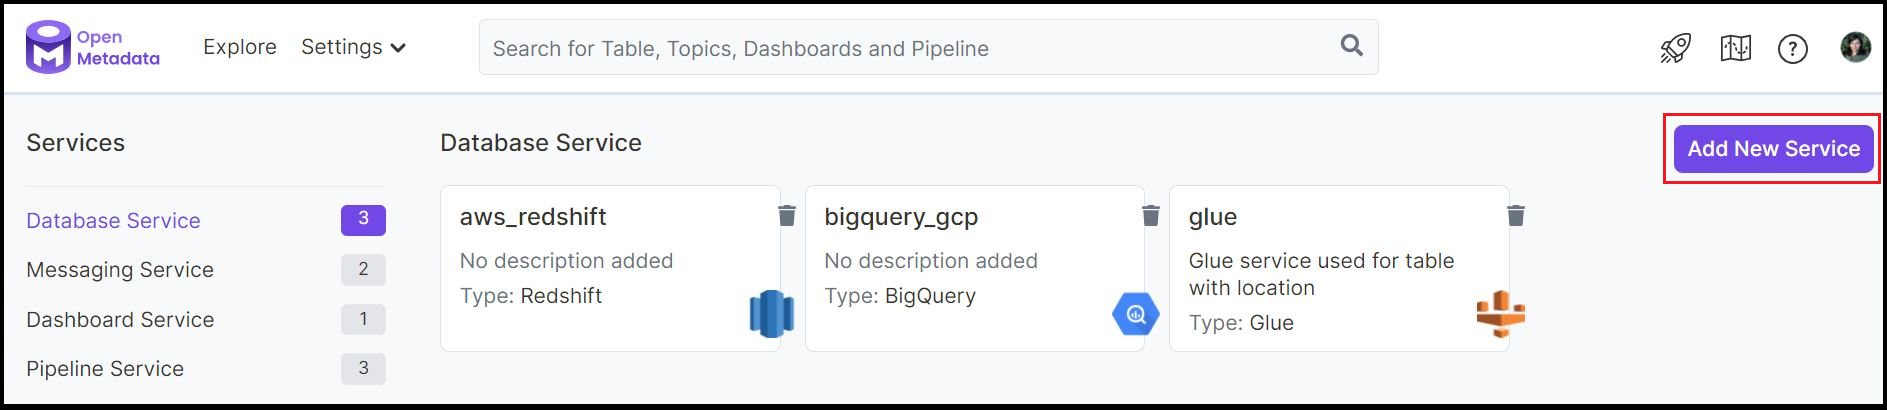 Open
Metadata
Explore
Settings
Search for Table, Topics, Dashboards and Pipeline
?
Services
Database Service 3
Messaging Service 2
Dashboard Service 1
Pipeline Service 3
Database Service
Add New Service
aws_redshift
No description added
Type: Redshift
bigquery_gcp
No description added
Type: BigQuery
glue
Glue service used for table
with location
Type: Glue